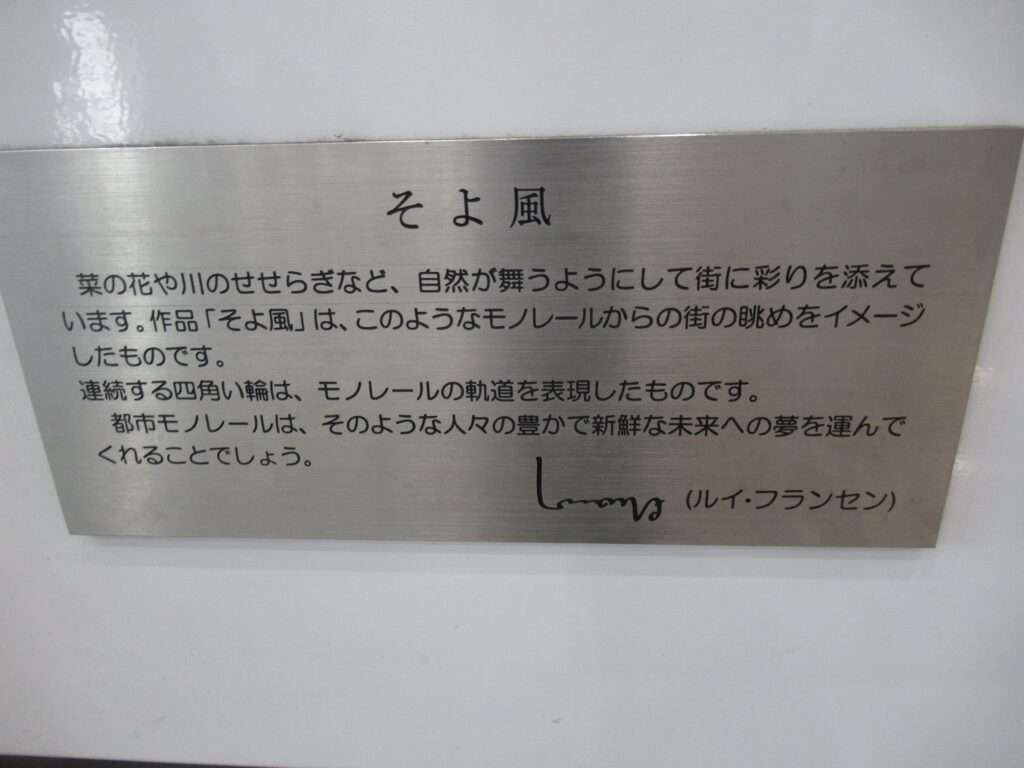 そよ風
菜の花や川のせせらぎなど、自然が舞うようにして街に彩りを添えて
います。作品「そよ風」は、このようなモノレールからの街の眺めをイメージ
したものです。
連続する四角い輪は、モノレールの軌道を表現したものです。
都市モノレールは、そのような人々の豊かで新鮮な未来への夢を運んで
くれることでしょう。
(ルイ・フランセン)